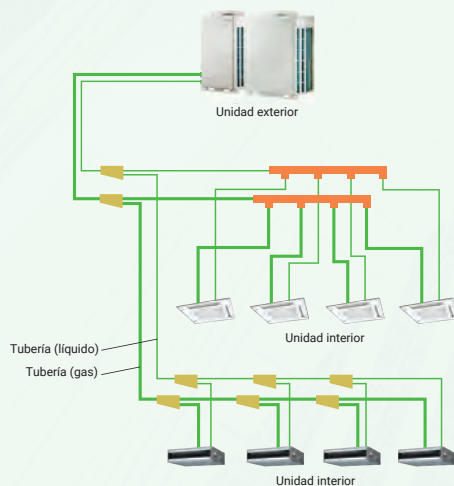 Unidad exterior
Unidad interior
Tubería (líquido)
Tubería (gas)
Unidad interior